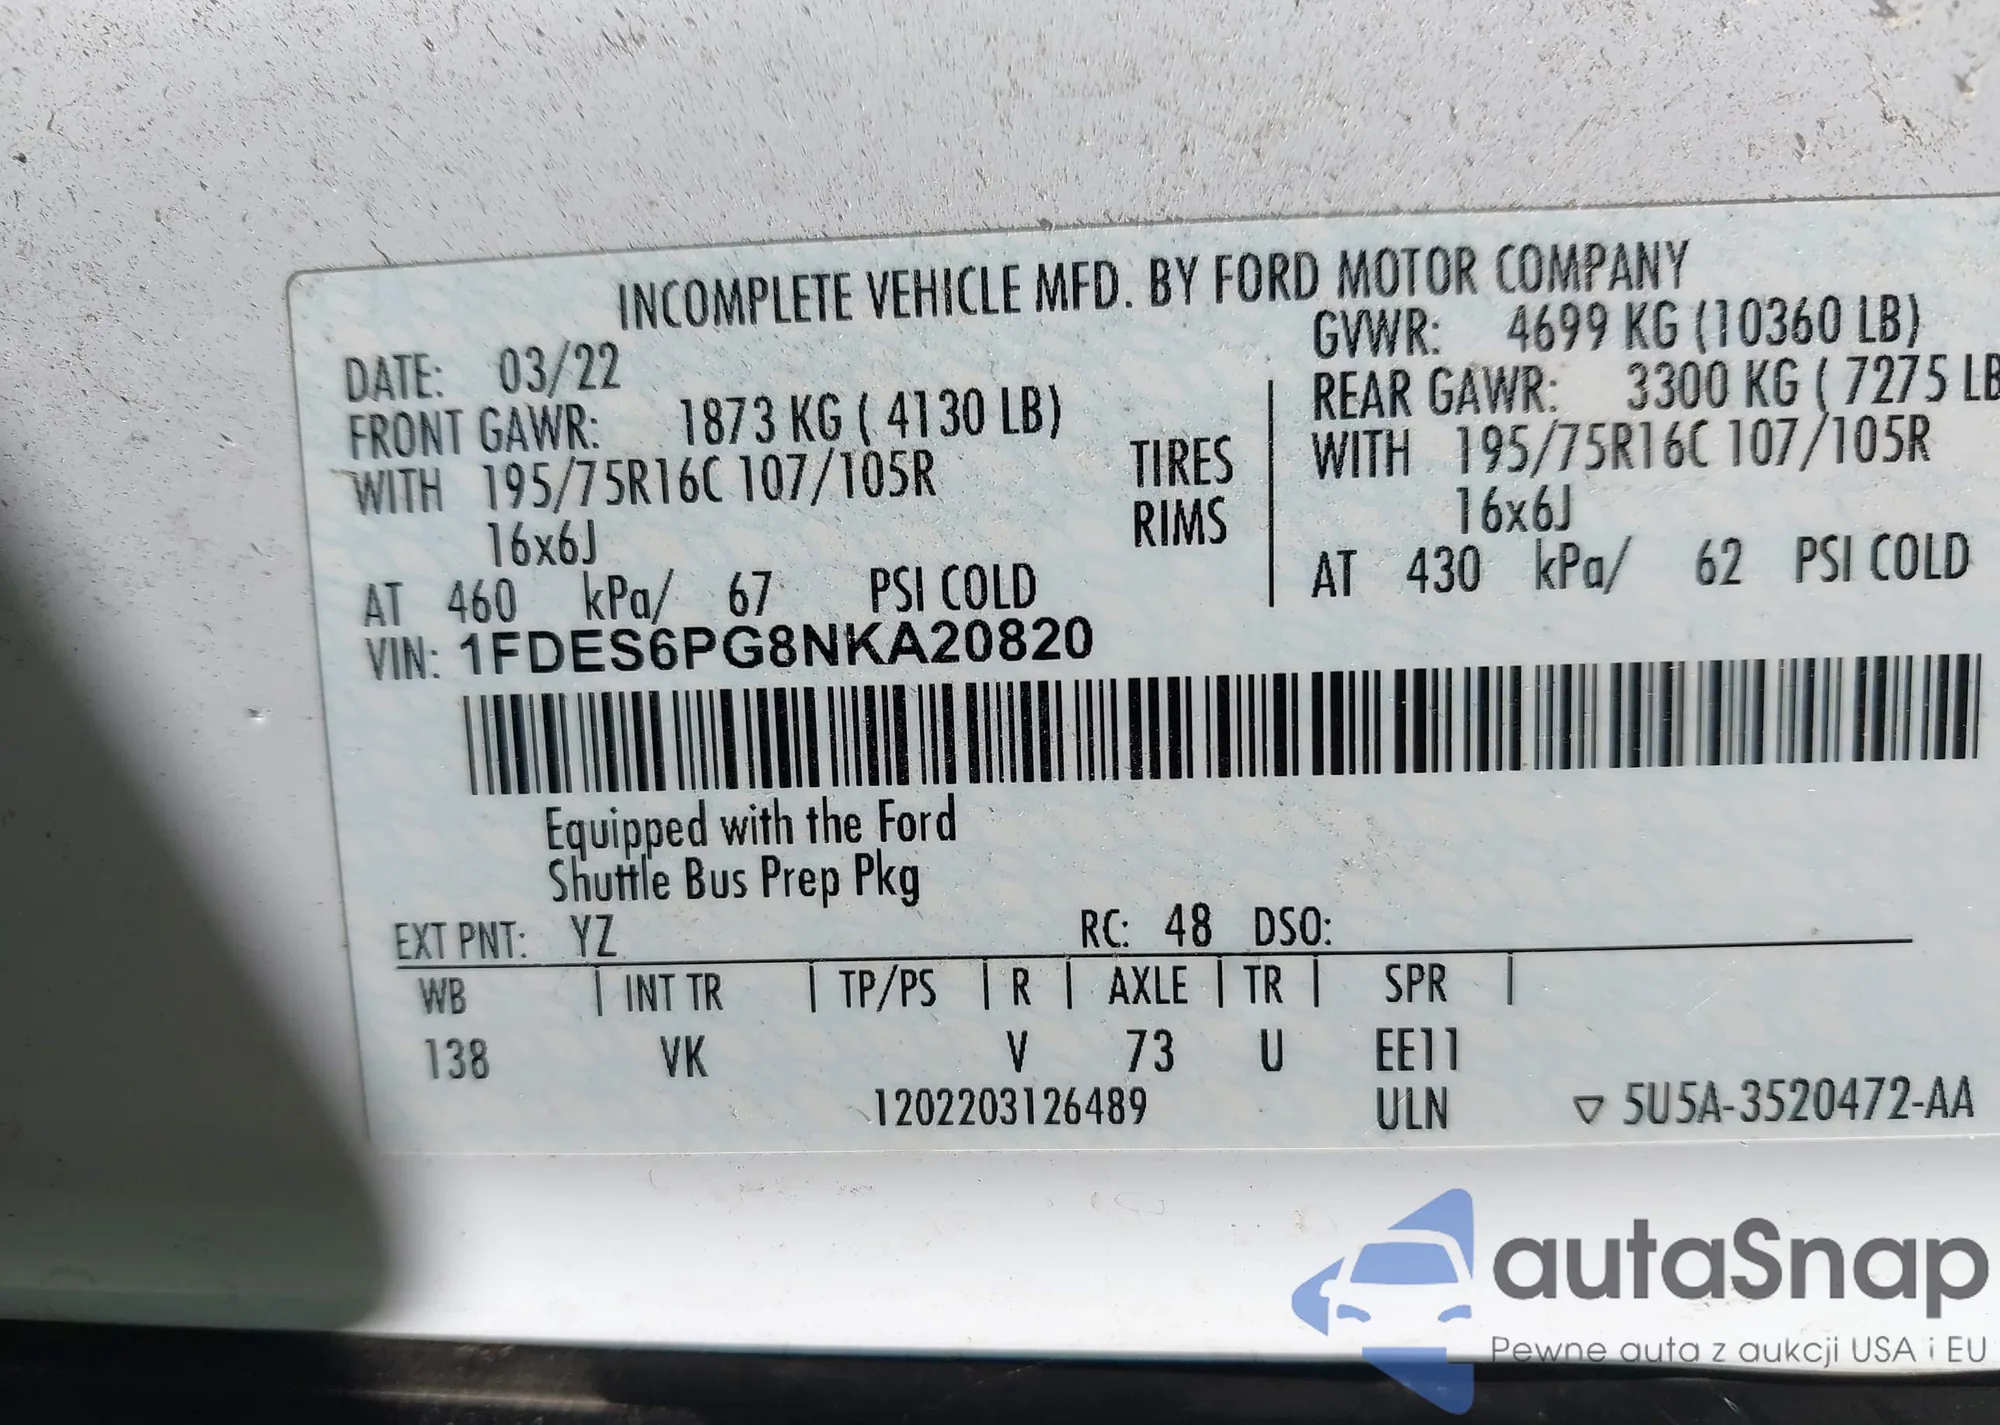 INCOMPLETE VEHICLE MFD. BY FORD MOTOR COMPANY
DATE: 03/22
GVWR: 4699 KG (10360 LB)
FRONT GAWR: 1873 KG ( 4130 LB)
REAR GAWR: 3300 KG ( 7275 LB
WITH 195/75R16C 107/105R
TIRES
WITH 195/75R16C 107/105R
16x6J
RIMS
16x6J
AT 460 kPa/ 67 PSI COLD
AT 430 kPa/ 62 PSI COLD
VIN: 1FDES6PG8NKA20820
Equipped with the Ford
Shuttle Bus Prep Pkg
EXT PNT: YZ RC: 48 DSO:
WB | INT TR | TP/PS | R | AXLE | TR | SPR |
138 VK V 73 U EE11
1202203126489 ULN ▽ 5U5A-3520472-AA
autaSnap
Pewne auta z aukcji USA i EU